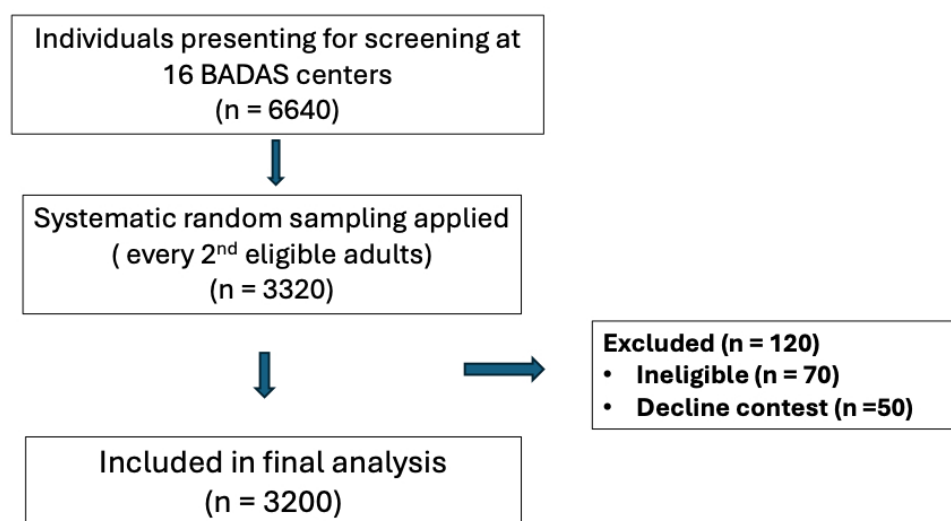 Individuals presenting for screening at
16 BADAS centers
(n = 6640)
Systematic random sampling applied
( every 2nd eligible adults)
(n = 3320)
Excluded (n = 120)
• Ineligible (n = 70)
• Decline contest (n =50)
Included in final analysis
(n = 3200)